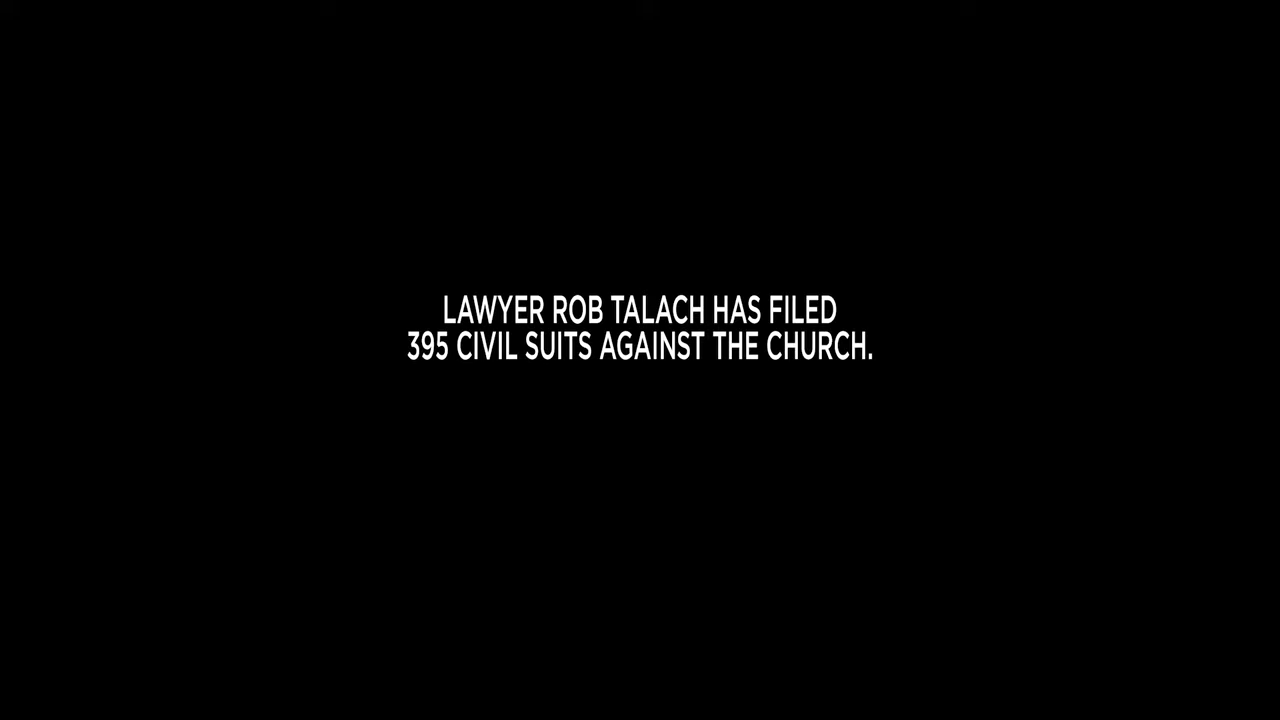 LAWYER ROB TALACH HAS FILED
395 CIVIL SUITS AGAINST THE CHURCH.